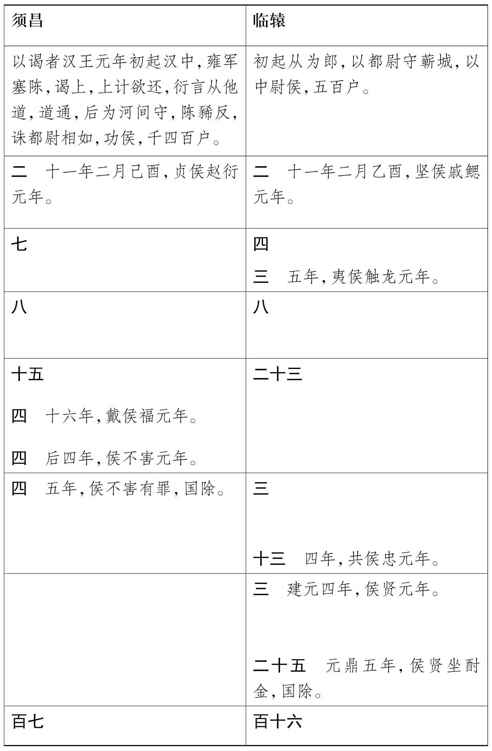 须昌
临辕
以谒者汉王元年初起汉中，雍军
塞陈，谒上，上计欲还，衍言从他
道，道通，后为河间守，陈豨反，
诛都尉相如，功侯，千四百户。
初起从为郎，以都尉守蕲城，以
中尉侯，五百户。
二　十一年二月己酉，贞侯赵衍
元年。
二　十一年二月乙酉，坚侯戚鳃
元年。
七
四
三　五年，夷侯触龙元年。
八
八
十五
四　十六年，戴侯福元年。
四　后四年，侯不害元年。
二十三
四　五年，侯不害有罪，国除。
三
十三　四年，共侯忠元年。
三　建元四年，侯贤元年。
二十五　元鼎五年，侯贤坐酎
金，国除。
百七
百十六